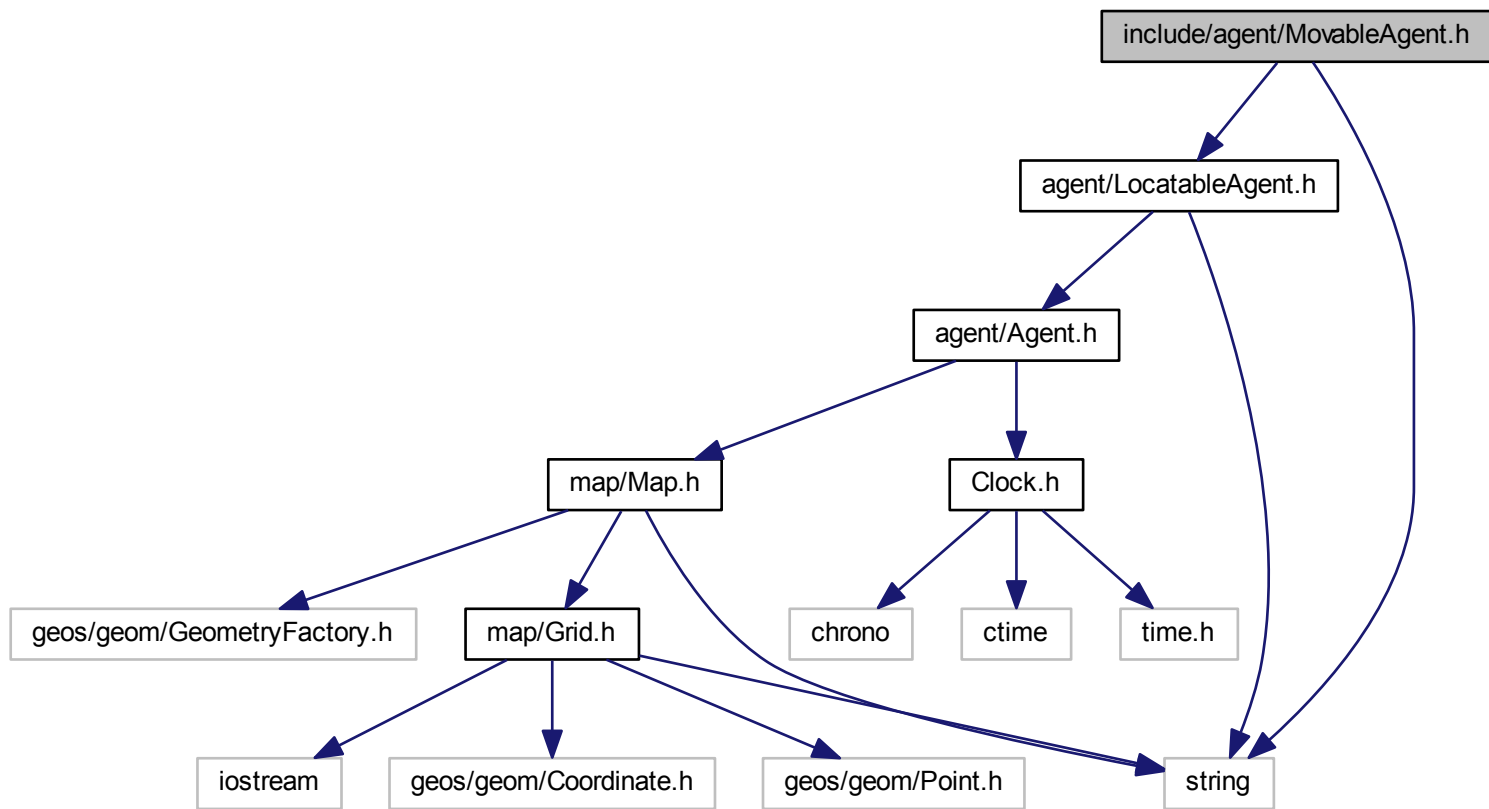 include/agent/MovableAgent.h
agent/LocatableAgent.h
agent/Agent.h
map/Map.h
Clock.h
geos/geom/GeometryFactory.h
map/Grid.h
chrono
ctime
time.h
iostream
geos/geom/Coordinate.h
geos/geom/Point.h
string